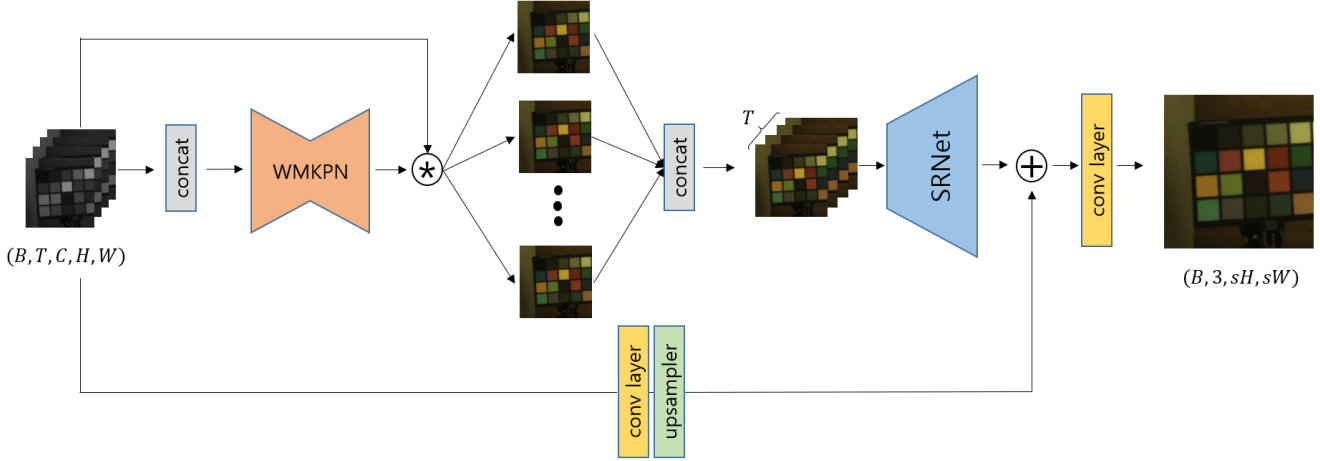 (B, T, C, H, W)
concat
WMKPN
*
concat
T
SRNet
+
conv layer
(B, 3, sH, sW)
conv layer
upsampler